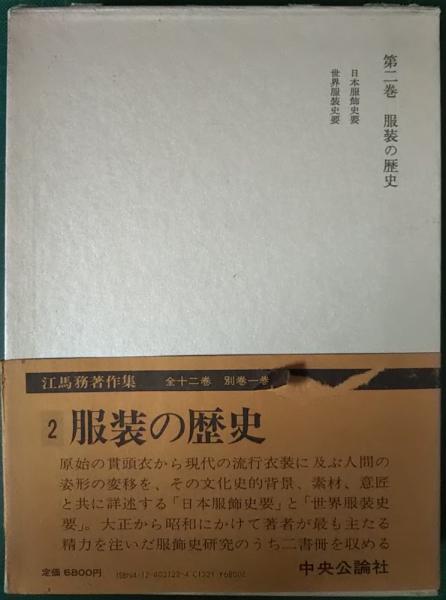 第二巻 服装の歴史
日本服飾史要
世界服装史要
江馬務著作集 全十二巻 別巻一巻
2 服装の歴史
原始の貫頭衣から現代の流行衣装に及ぶ人間の
姿形の変移を、その文化史的背景、素材、意匠
と共に詳述する「日本服飾史要」と「世界服装史
要」。大正から昭和にかけて著者が最も主たる
精力を注いだ服飾史研究のうち二書冊を収める
定価 6800円
中央公論社